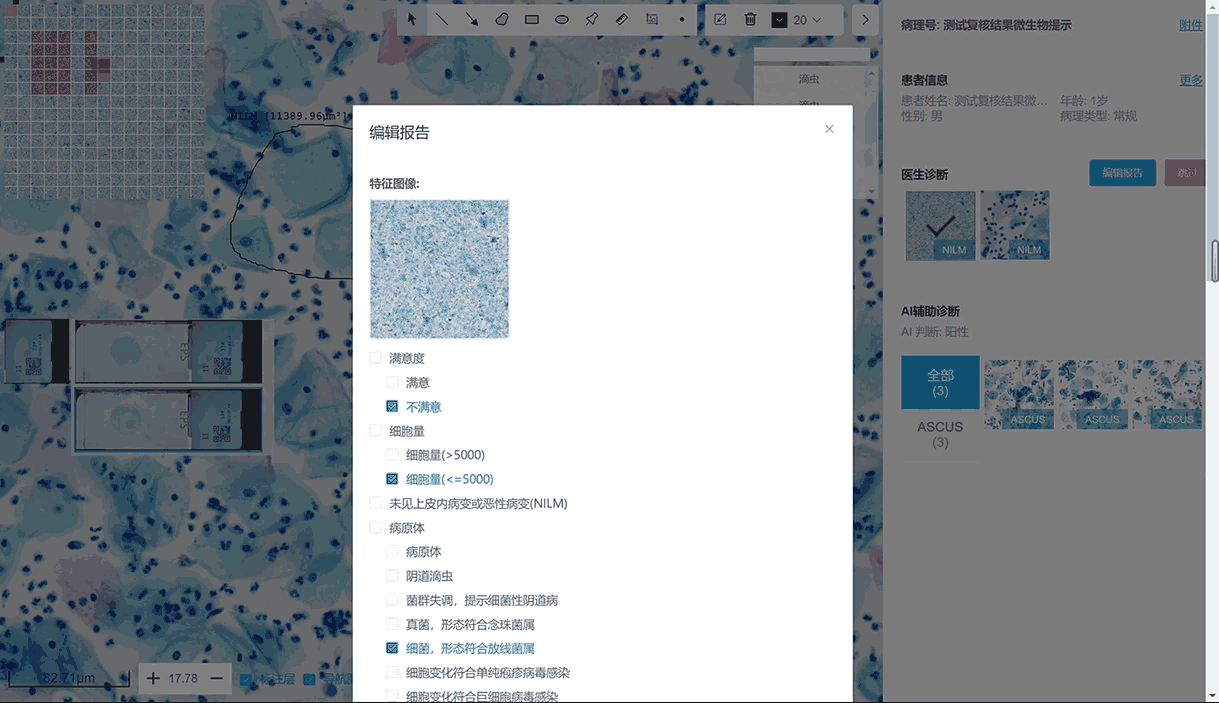 20
病理号: 测试复核结果微生物提示
附件
滴虫
患者信息
更多
患者姓名: 测试复核结果微... 年龄: 1岁
性别: 男 病理类型: 常规
NILM [11389.96μm²]
编辑报告
医生诊断
编辑报告
跳过
特征图像:
NILM
NILM
AI辅助诊断
AI 判断: 阳性
满意度
满意
不满意
细胞量
细胞量(>5000)
细胞量(<=5000)
未见上皮内病变或恶性病变(NILM)
病原体
病原体
阴道滴虫
菌群失调，提示细菌性阴道病
真菌，形态符合念珠菌属
细菌，形态符合放线菌属
细胞变化符合单纯疱疹病毒感染
细胞变化符合巨细胞病毒感染
全部
(3)
ASCUS
ASCUS
ASCUS
ASCUS
(3)
82.71μm
17.78
标注层